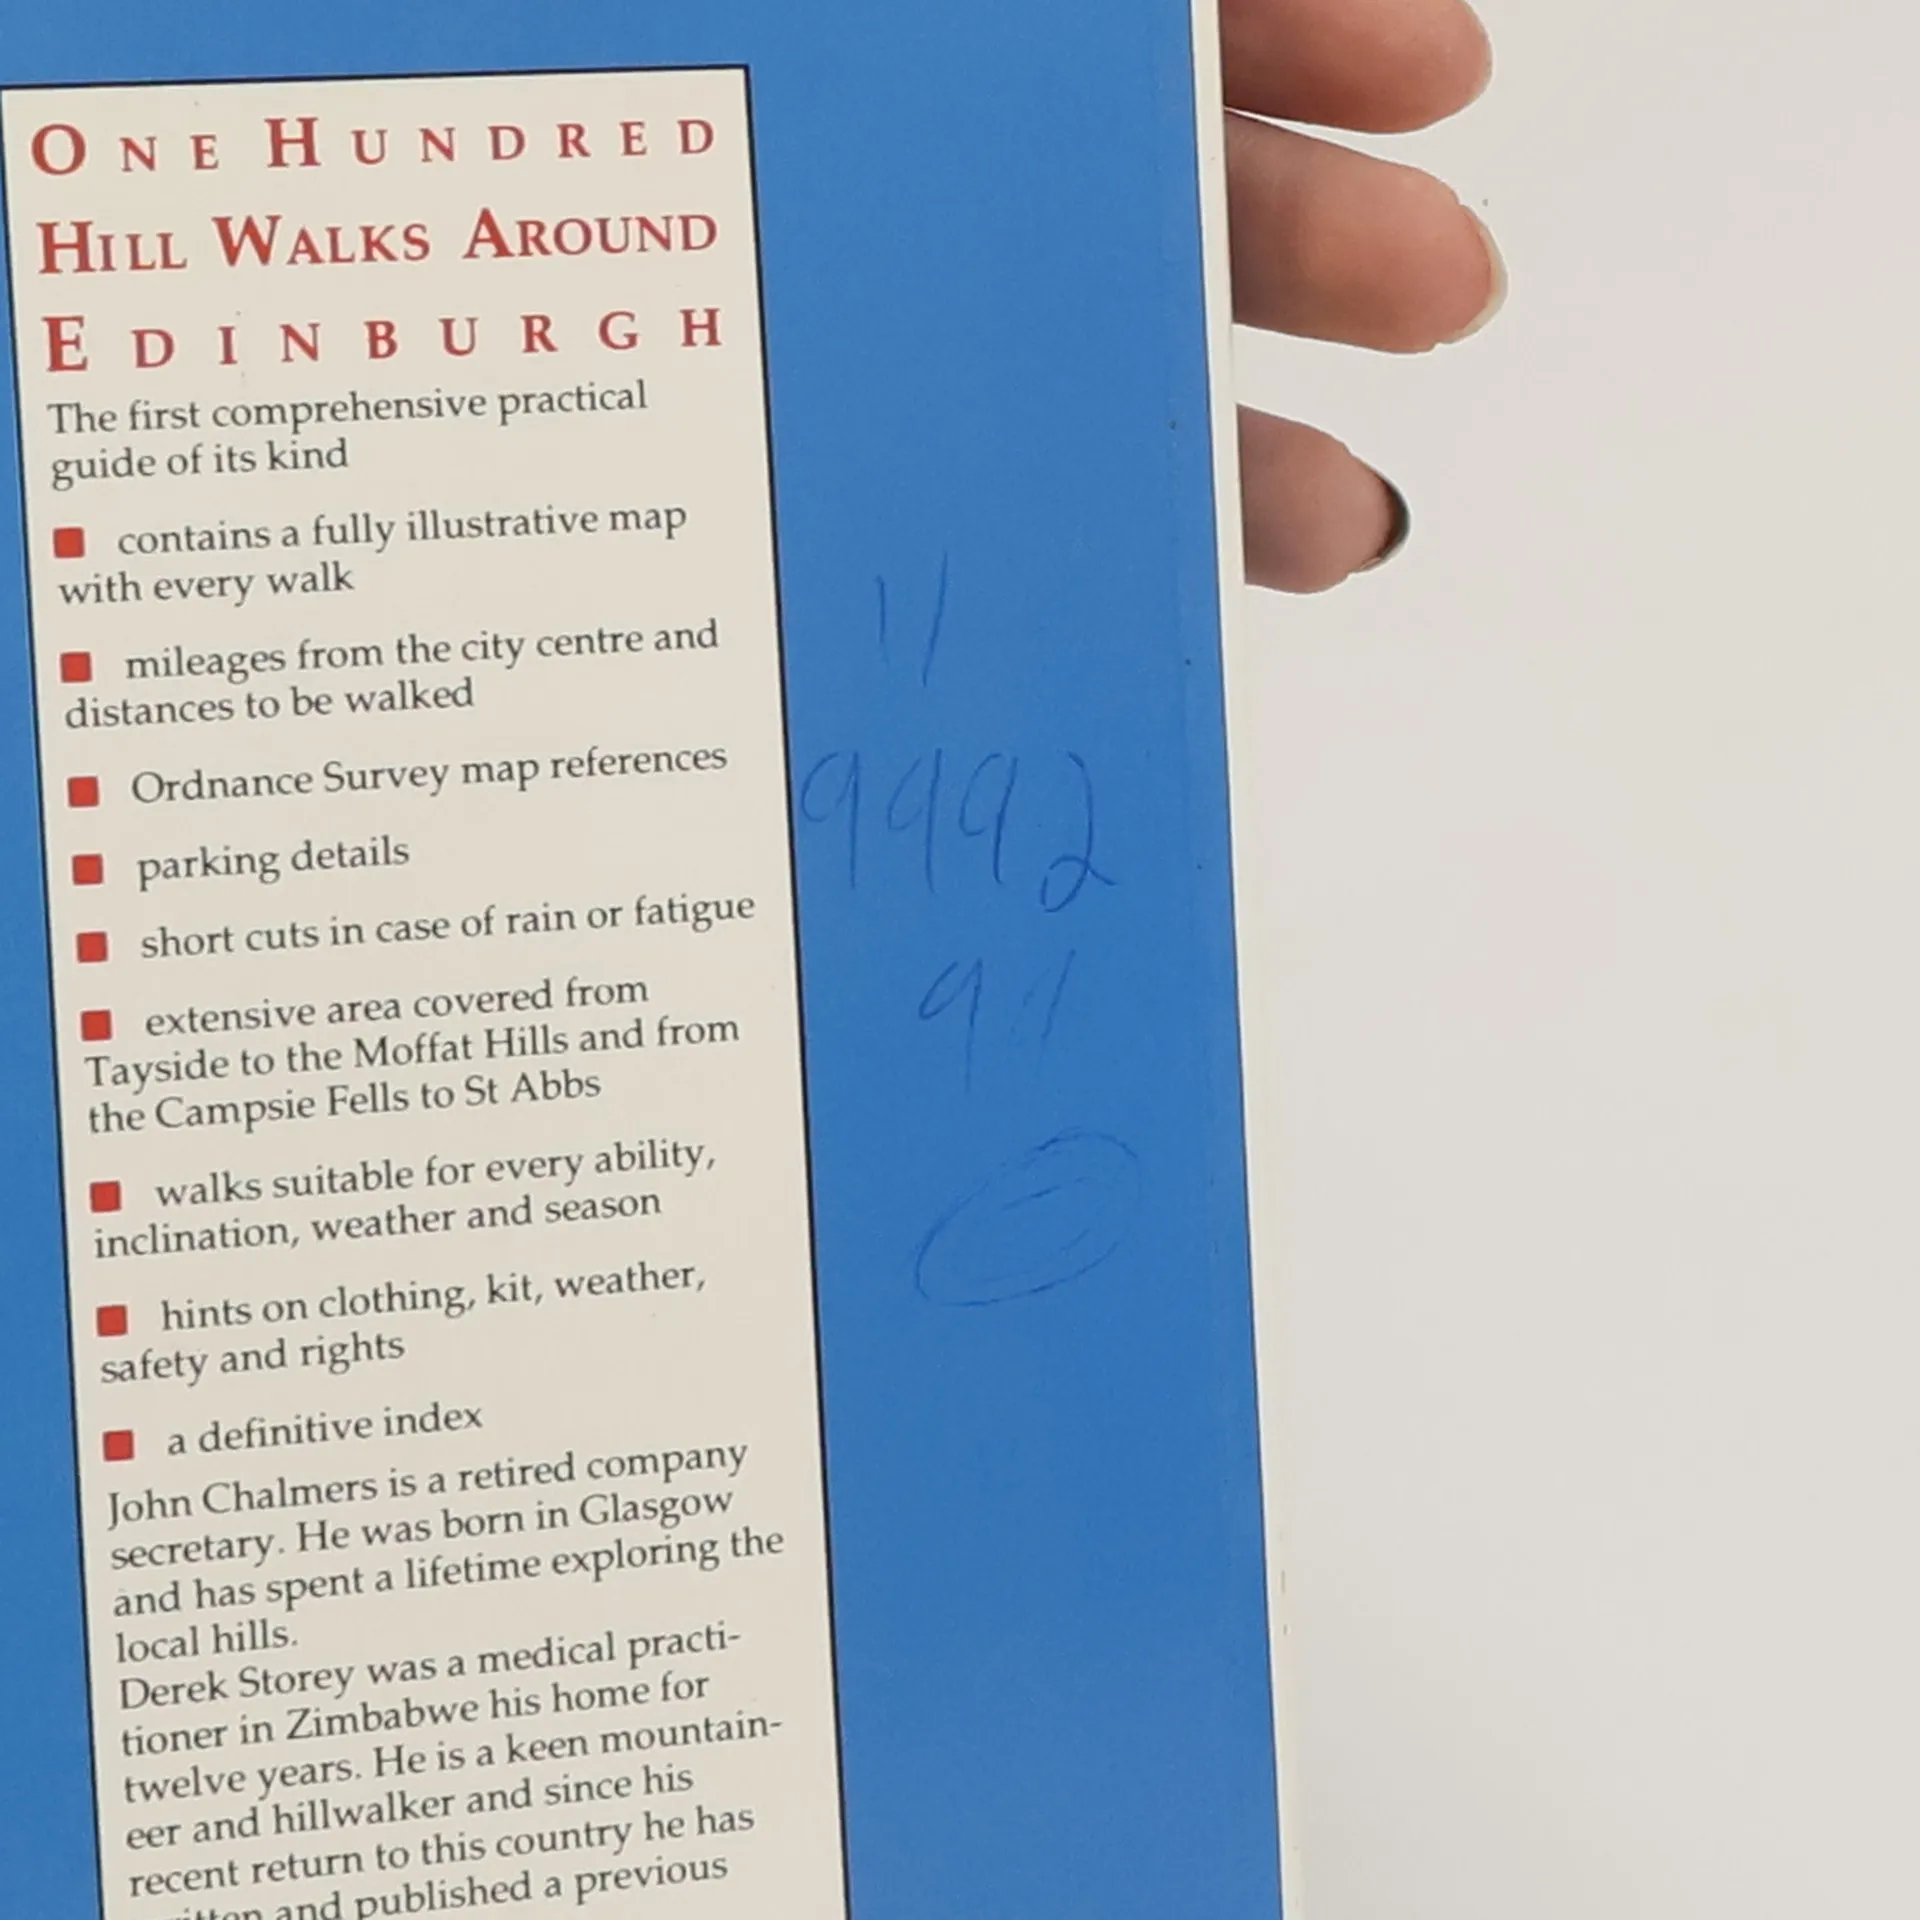 ONE HUNDRED
HILL WALKS AROUND
EDINBURGH
The first comprehensive practical
guide of its kind
■ contains a fully illustrative map
with every walk
■ mileages from the city centre and
distances to be walked
■ Ordnance Survey map references
■ parking details
■ short cuts in case of rain or fatigue
■ extensive area covered from
Tayside to the Moffat Hills and from
the Campsie Fells to St Abbs
■ walks suitable for every ability,
inclination, weather and season
■ hints on clothing, kit, weather,
safety and rights
■ a definitive index
John Chalmers is a retired company
secretary. He was born in Glasgow
and has spent a lifetime exploring the
local hills.
Derek Storey was a medical practi-
tioner in Zimbabwe his home for
twelve years. He is a keen mountain-
eer and hillwalker and since his
recent return to this country he has
and published a previous
11
9992
91